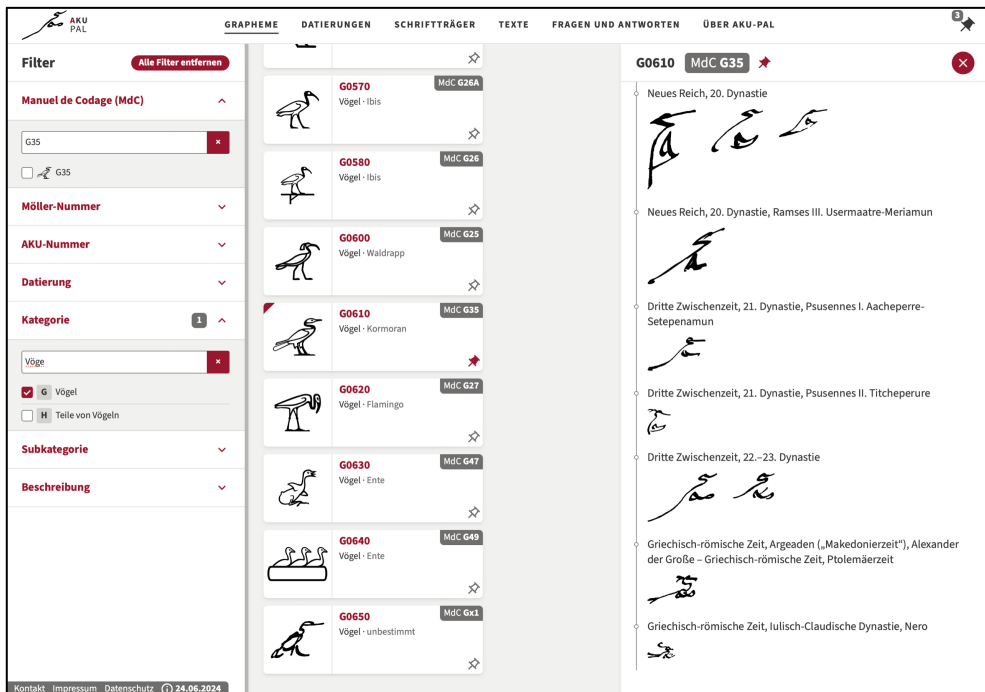 AKU
PAL
GRAPHEME
DATIERUNGEN
SCHRIFTTRÄGER
TEXTE
FRAGEN UND ANTWORTEN
ÜBER AKU-PAL
3
Filter
Alle Filter entfernen
Manuel de Codage (MdC)
G35
G35
Möller-Nummer
AKU-Nummer
Datierung
Kategorie
1
Vöge
G Vögel
H Teile von Vögeln
Subkategorie
Beschreibung
Kontakt Impressum Datenschutz 24.06.2024
G0570
MdC G26A
Vögel · Ibis
G0580
MdC G26
Vögel · Ibis
G0600
MdC G25
Vögel · Waldrapp
G0610
MdC G35
Vögel · Kormoran
G0620
MdC G27
Vögel · Flamingo
G0630
MdC G47
Vögel · Ente
G0640
MdC G49
Vögel · Ente
G0650
MdC Gx1
Vögel · unbestimmt
G0610 MdC G35
Neues Reich, 20. Dynastie
Neues Reich, 20. Dynastie, Ramses III. Usermaatre-Meriamun
Dritte Zwischenzeit, 21. Dynastie, Psusennes I. Aacheperre-
Setepenamun
Dritte Zwischenzeit, 21. Dynastie, Psusennes II. Titcheperure
Dritte Zwischenzeit, 22.–23. Dynastie
Griechisch-römische Zeit, Argeaden („Makedonierzeit“), Alexander
der Große – Griechisch-römische Zeit, Ptolemäerzeit
Griechisch-römische Zeit, Iulisch-Claudische Dynastie, Nero